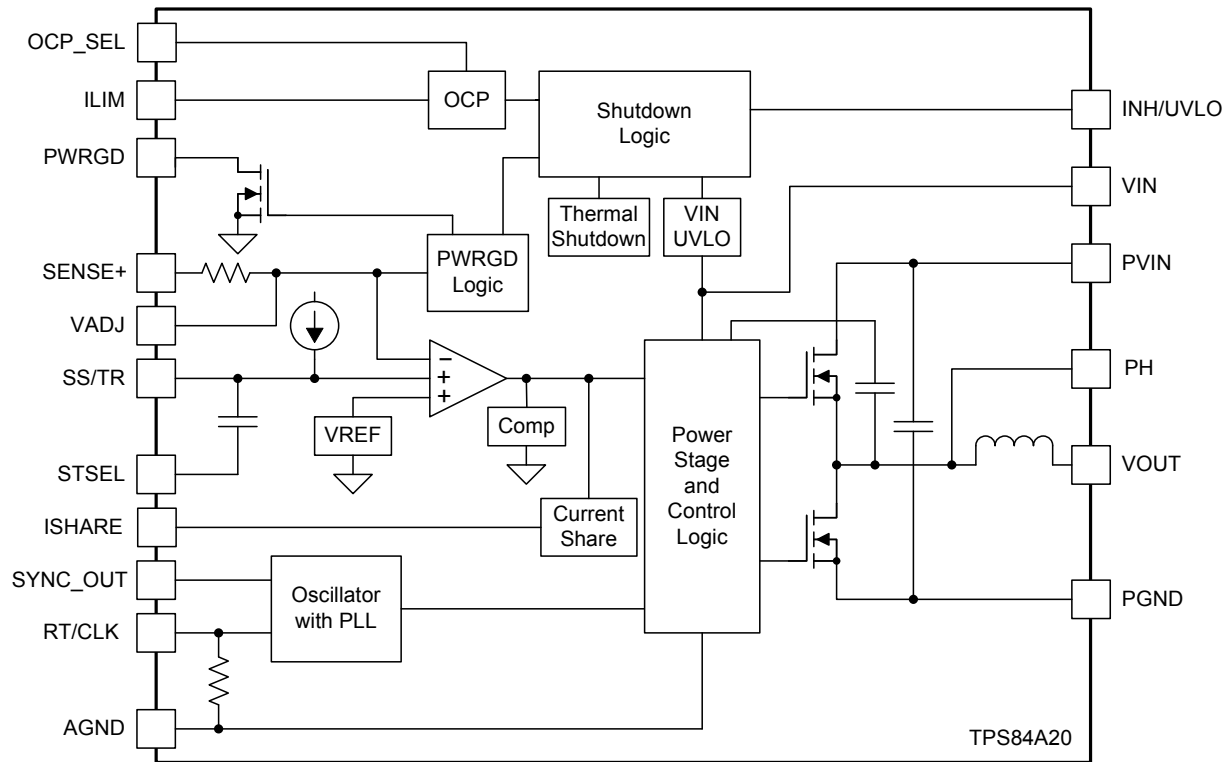 OCP_SEL
ILIM
PWRGD
SENSE+
VADJ
SS/TR
STSEL
ISHARE
SYNC_OUT
RT/CLK
AGND
OCP
Shutdown
Logic
Thermal
Shutdown
VIN
UVLO
PWRGD
Logic
−
+
+
VREF
Comp
Current
Share
Oscillator
with PLL
Power
Stage
and
Control
Logic
INH/UVLO
VIN
PVIN
PH
VOUT
PGND
TPS84A20